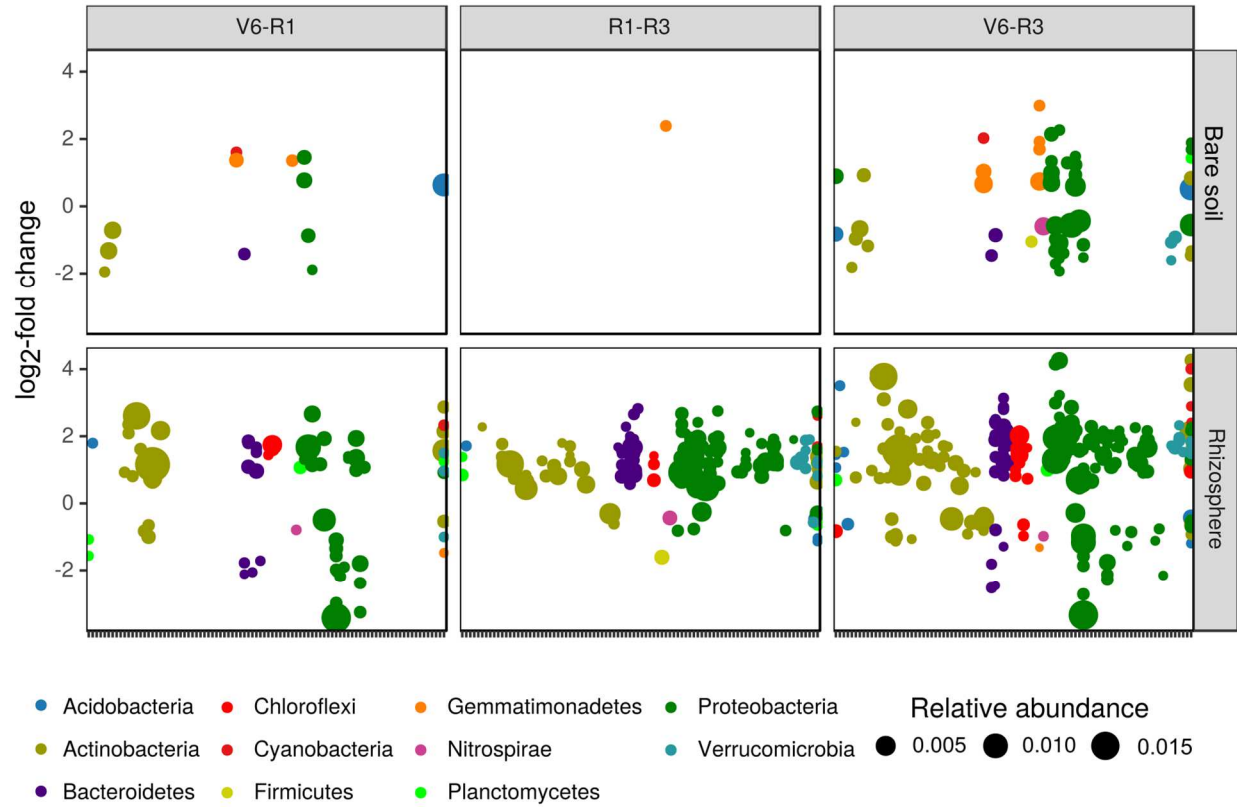 V6-R1 R1-R3 V6-R3
log2-fold change
4
2
0
-2
Bare soil
4
2
0
-2
Rhizosphere
Acidobacteria Chloroflexi Gemmatimonadetes Proteobacteria
Actinobacteria Cyanobacteria Nitrospirae Verrucomicrobia
Bacteroidetes Firmicutes Planctomycetes
Relative abundance
0.005 0.010 0.015